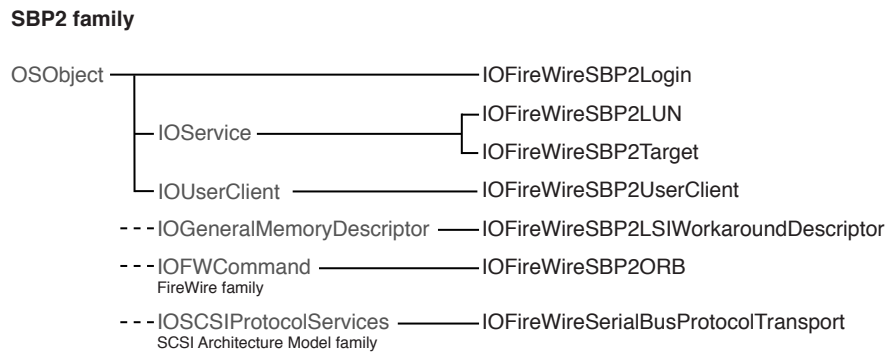 SBP2 family
OSObject IOFireWireSBP2Login
IOFireWireSBP2LUN
IOService
IOFireWireSBP2Target
IOUserClient IOFireWireSBP2UserClient
IOGeneralMemoryDescriptor IOFireWireSBP2LSIWorkaroundDescriptor
IOFWCommand IOFireWireSBP2ORB
FireWire family
IOSCSIProtocolServices IOFireWireSerialBusProtocolTransport
SCSI Architecture Model family